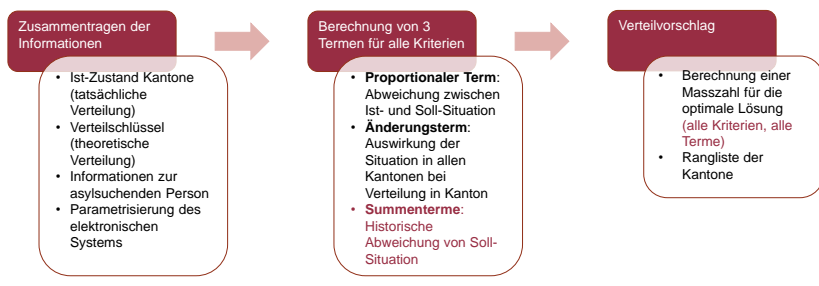 Zusammentragen der
Informationen
• Ist-Zustand Kantone
(tatsächliche
Verteilung)
• Verteilschlüssel
(theoretische
Verteilung)
• Informationen zur
asylsuchenden Person
• Parametrisierung des
elektronischen
Systems
Berechnung von 3
Termen für alle Kriterien
• Proportionaler Term:
Abweichung zwischen
Ist- und Soll-Situation
• Änderungsterm:
Auswirkung der
Situation in allen
Kantonen bei
Verteilung in Kanton
• Summenterme:
Historische
Abweichung von Soll-
Situation
Verteilvorschlag
• Berechnung einer
Masszahl für die
optimale Lösung
(alle Kriterien, alle
Terme)
• Rangliste der
Kantone